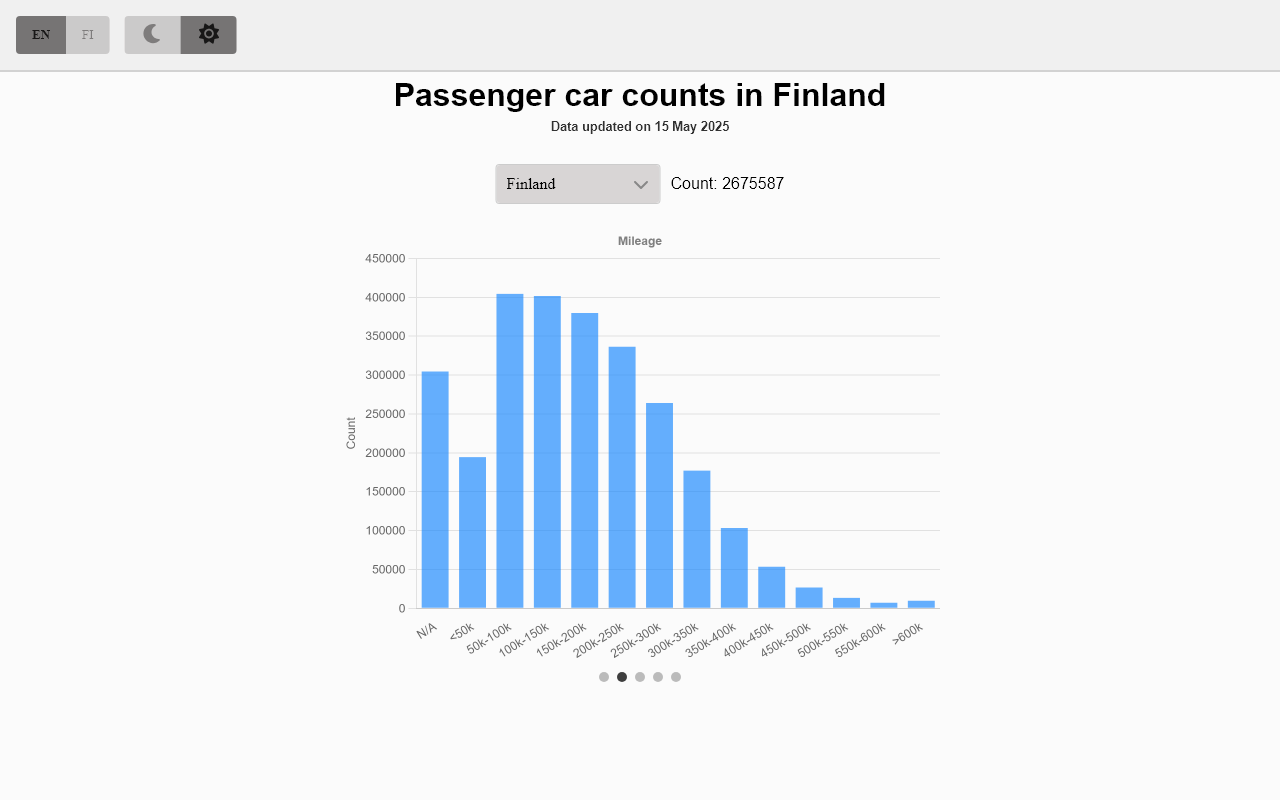 EN FI
Passenger car counts in Finland
Data updated on 15 May 2025
Finland Count: 2675587
Mileage
450000
400000
350000
300000
250000
200000
150000
100000
50000
0
Count
N/A <50k 50k-100k 100k-150k 150k-200k 200k-250k 250k-300k 300k-350k 350k-400k 400k-450k 450k-500k 500k-550k 550k-600k >600k